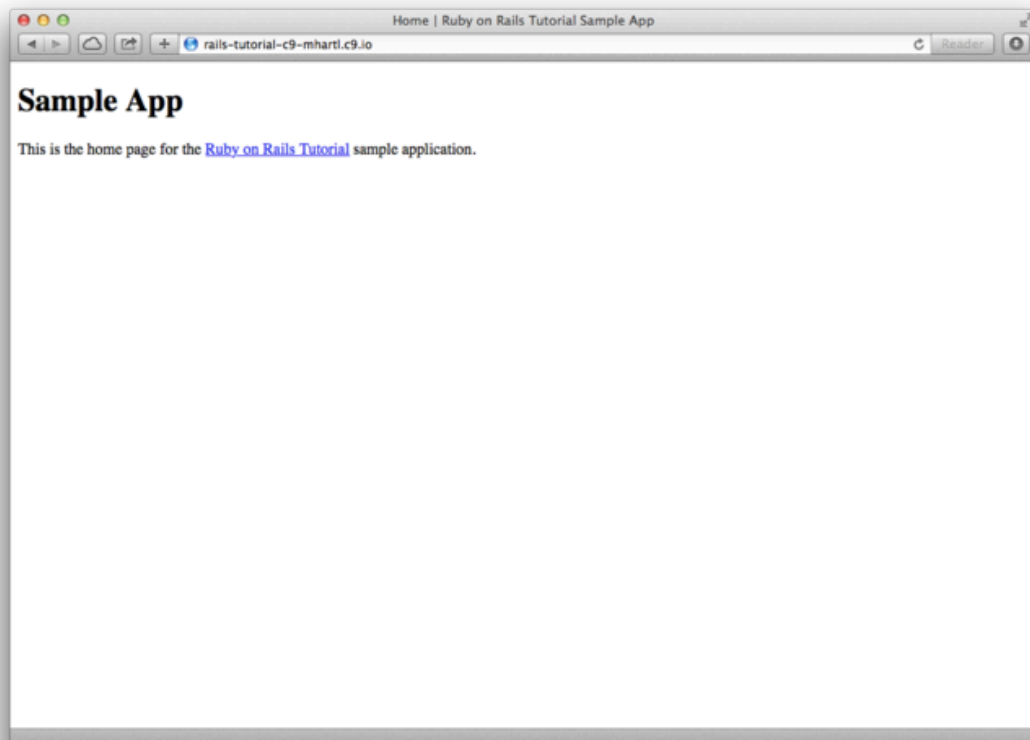 Home | Ruby on Rails Tutorial Sample App
rails-tutorial-c9-mhartl.c9.io
Reader
Sample App
This is the home page for the Ruby on Rails Tutorial sample application.